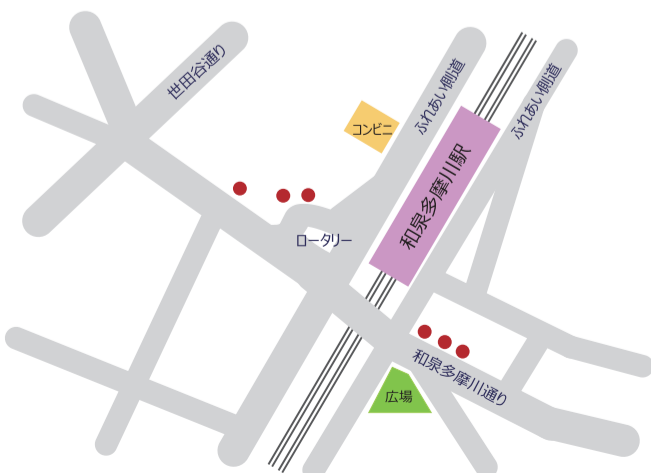 世田谷通り
コンビニ
ふれあい側道
ふれあい側道
和泉多摩川駅
ロータリー
和泉多摩川通り
広場